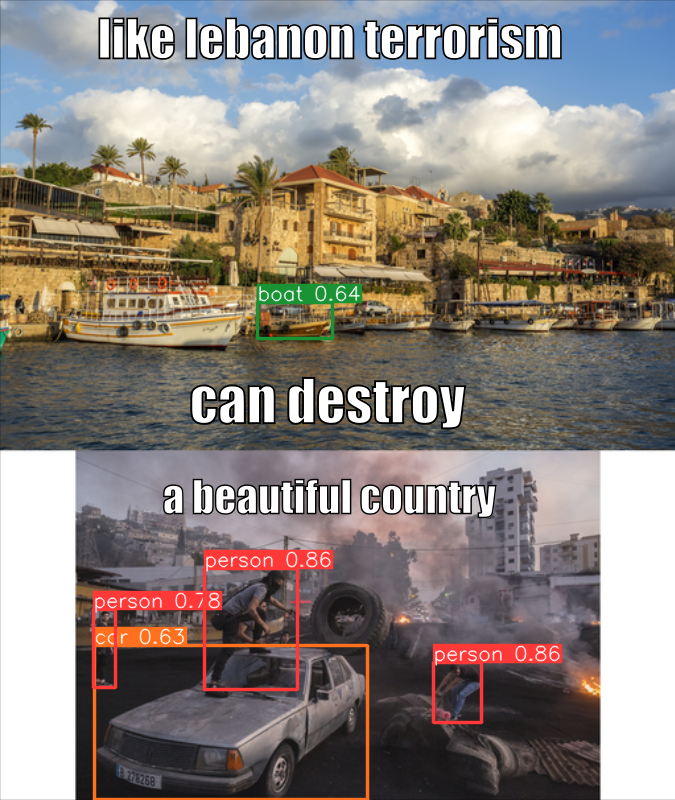 like lebanon terrorism
boat 0.64
can destroy
a beautiful country
person 0.86
person 0.78
car 0.63
person 0.86
B 278268